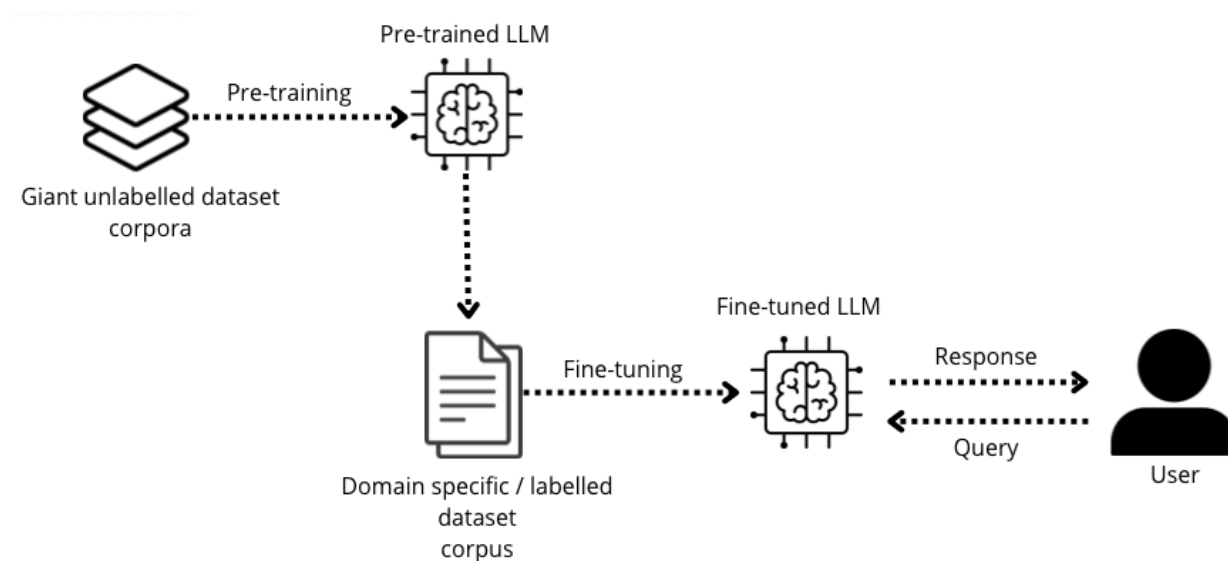 Pre-trained LLM
Pre-training
Giant unlabelled dataset
corpora
Fine-tuned LLM
Fine-tuning
Response
Query
User
Domain specific / labelled
dataset
corpus